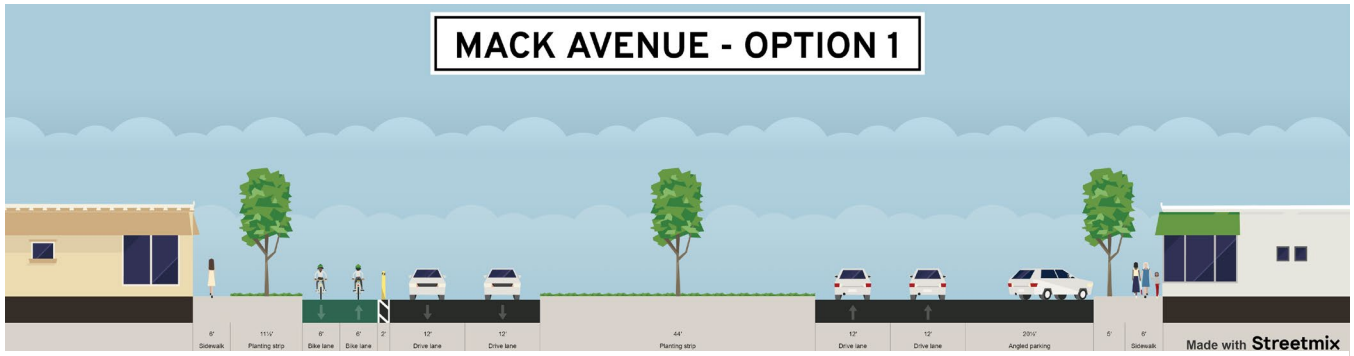 MACK AVENUE - OPTION 1
6' 11½' 6' 6' 2' 12' 12' 44' 12' 12' 20½' 5' 6'
Sidewalk Planting strip Bike lane Bike lane Drive lane Drive lane Planting strip Drive lane Drive lane Angled parking Sidewalk
Made with Streetmix